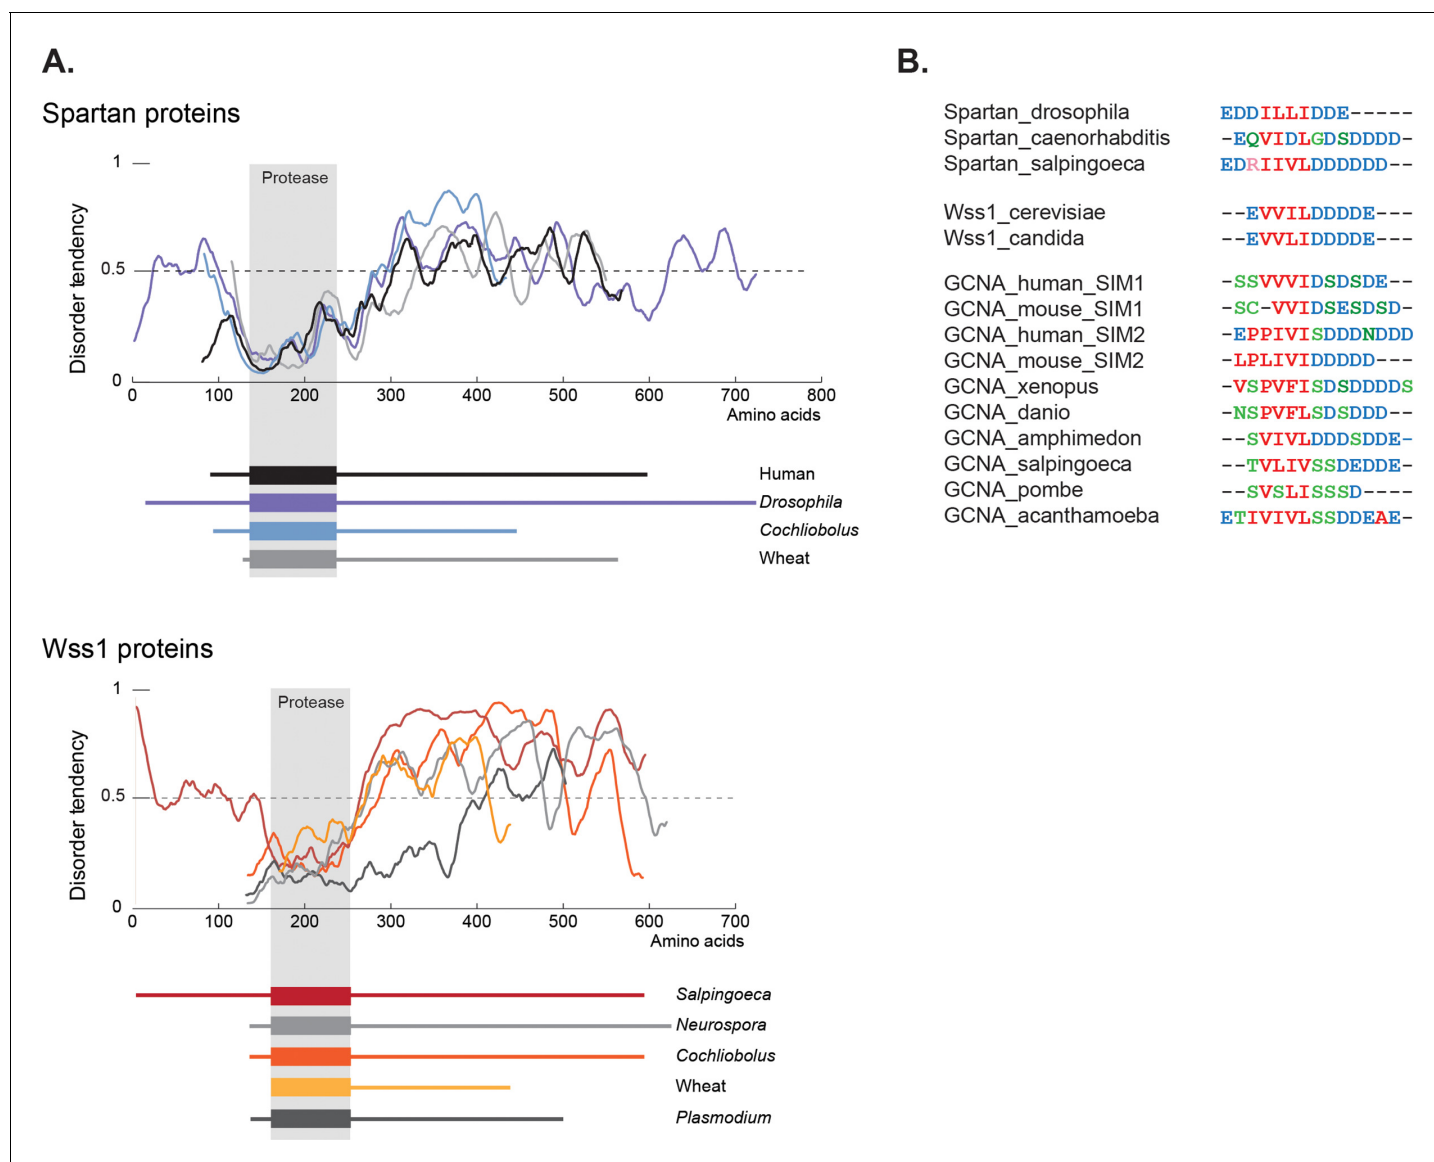 A.
Spartan proteins
1
Protease
Disorder tendency
0.5
0
0 100 200 300 400 500 600 700 800
Amino acids
Human
Drosophila
Cochliobolus
Wheat
Wss1 proteins
1
Protease
Disorder tendency
0.5
0
0 100 200 300 400 500 600 700
Amino acids
Salpingoeca
Neurospora
Cochliobolus
Wheat
Plasmodium
B.
Spartan_drosophila EDDILLIDDE-----
Spartan_caenorhabditis -EQVIDLGDSDDDD-
Spartan_salpingoeca EDRIIVLDDDDDD--
Wss1_cerevisiae --EVVILDDDDE---
Wss1_candida --EVVLIDDDDE---
GCNA_human_SIM1 -SSVVVIDSDSDE--
GCNA_mouse_SIM1 -SC-VVIDSESDSD-
GCNA_human_SIM2 -EPPIVISDDDNDDD
GCNA_mouse_SIM2 -LPLIVIDDDDD---
GCNA_xenopus -VSPVFISDSDDDDS
GCNA_danio -NSPVFLSDSDDD--
GCNA_amphimedon --SVIVLDDDSDDE-
GCNA_salpingoeca --TVLIVSSDEDDE-
GCNA_pombe --SVSLISSSD----
GCNA_acanthamoeba ETIVIVLSSDDEAE-